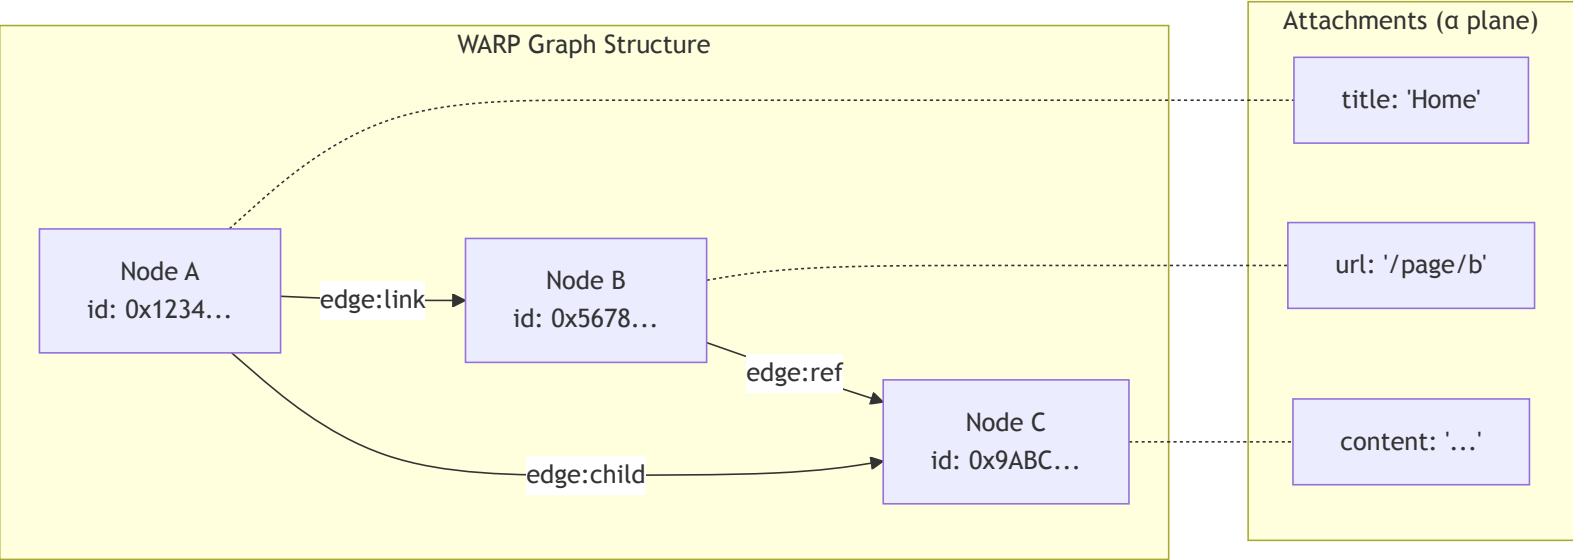 WARP Graph Structure
Attachments (α plane)
title: 'Home'
Node A
id: 0x1234...
edge:link
Node B
id: 0x5678...
url: '/page/b'
edge:ref
Node C
id: 0x9ABC...
content: '...'
edge:child